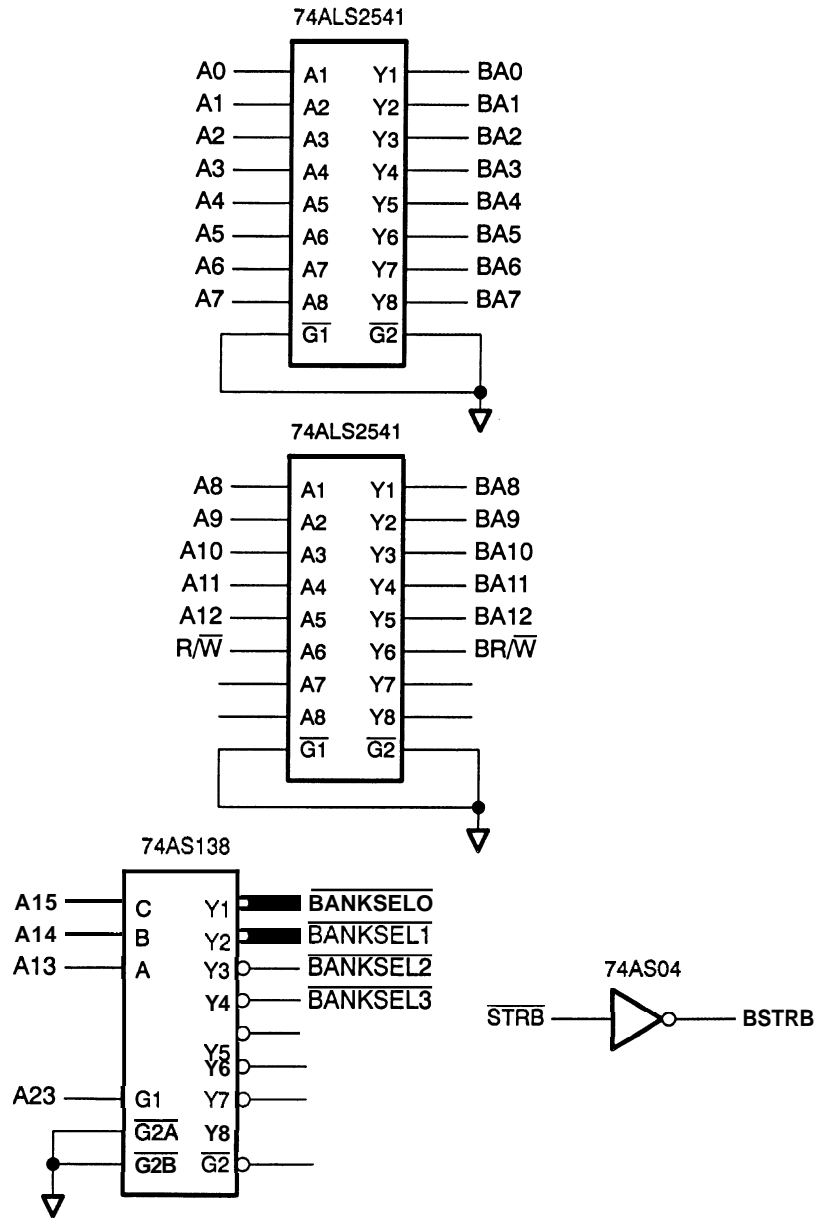 74ALS2541
A0 A1 Y1 BA0
A1 A2 Y2 BA1
A2 A3 Y3 BA2
A3 A4 Y4 BA3
A4 A5 Y5 BA4
A5 A6 Y6 BA5
A6 A7 Y7 BA6
A7 A8 Y8 BA7
G1 G2
74ALS2541
A8 A1 Y1 BA8
A9 A2 Y2 BA9
A10 A3 Y3 BA10
A11 A4 Y4 BA11
A12 A5 Y5 BA12
R/W A6 Y6 BR/W
A7 Y7
A8 Y8
G1 G2
74AS138
A15 C Y1 BANKSEL0
A14 B Y2 BANKSEL1
A13 A Y3 BANKSEL2
Y4 BANKSEL3
Y5
Y6
A23 G1 Y7
G2A Y8
G2B G2
74AS04
STRB BSTRB